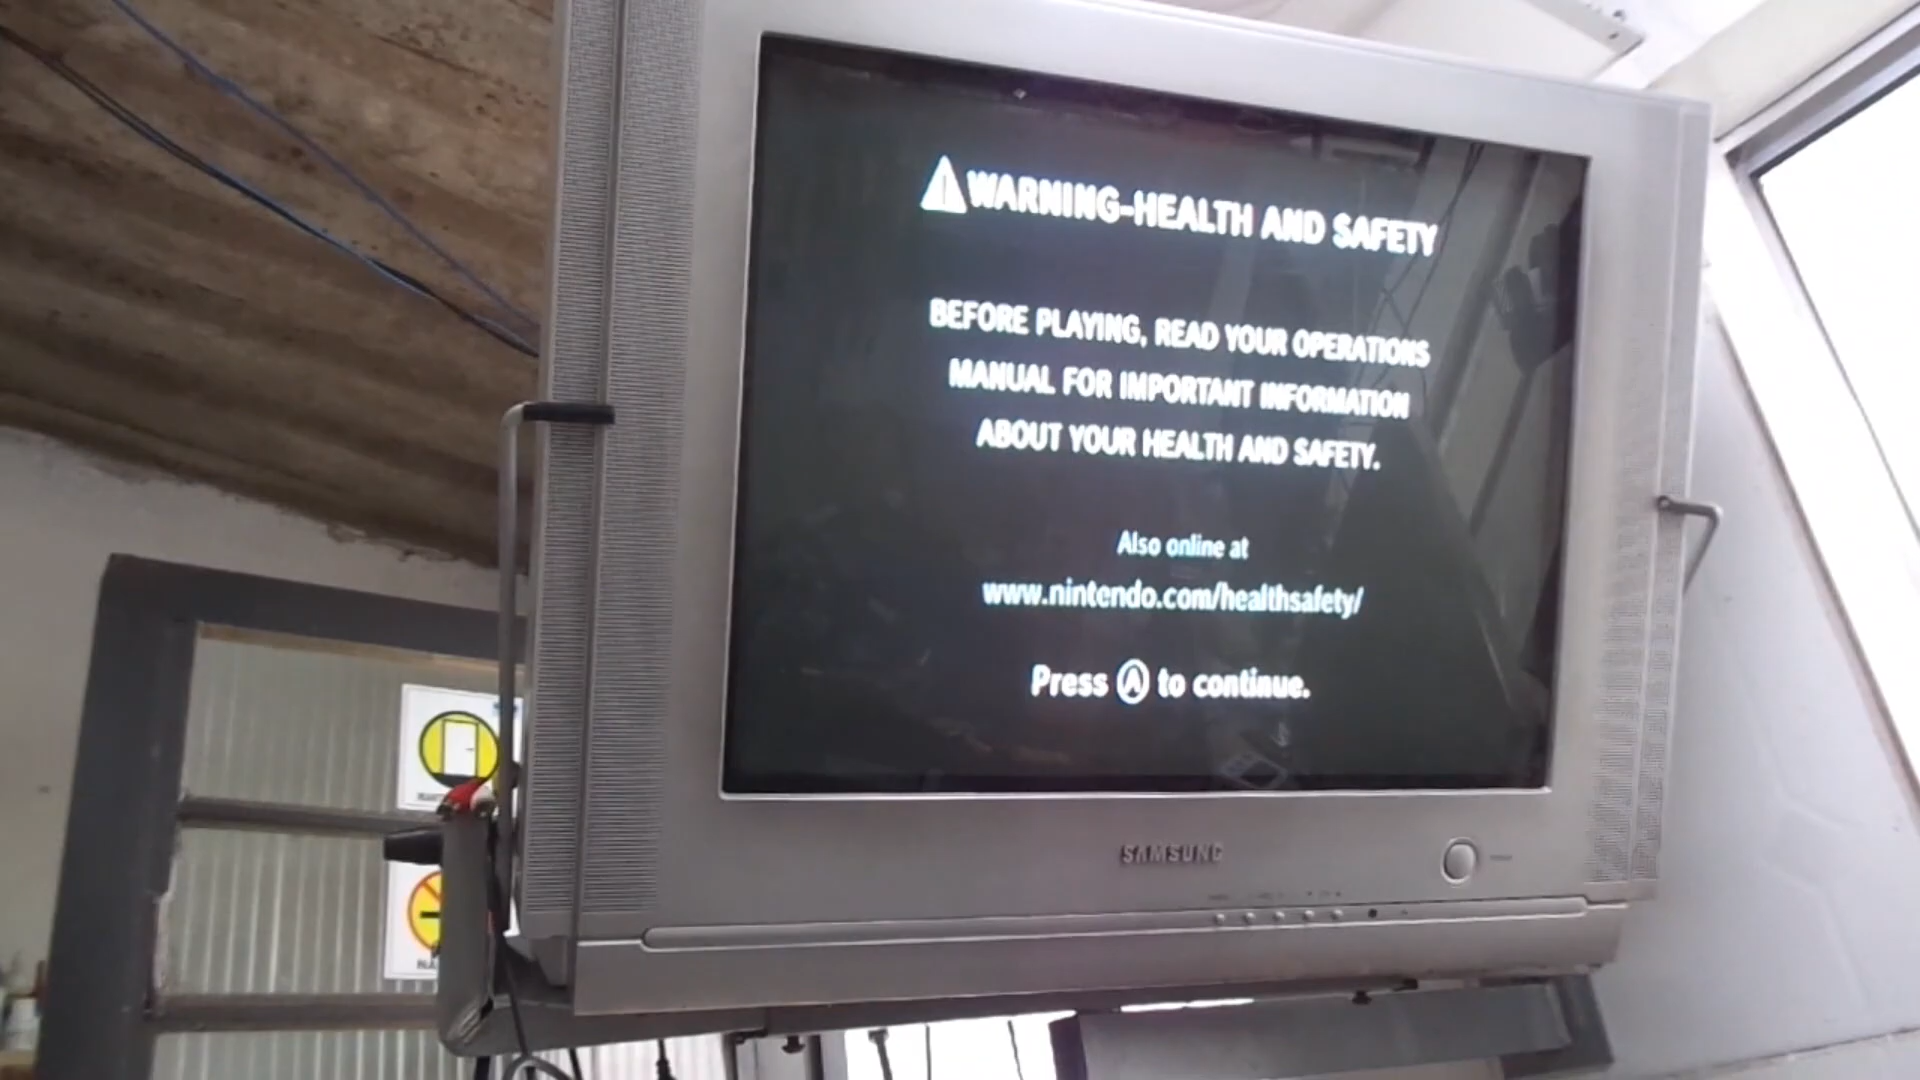 WARNING-HEALTH AND SAFETY
BEFORE PLAYING, READ YOUR OPERATIONS
MANUAL FOR IMPORTANT INFORMATION
ABOUT YOUR HEALTH AND SAFETY.
Also online at
www.nintendo.com/healthsafety/
Press A to continue.
SAMSUNG